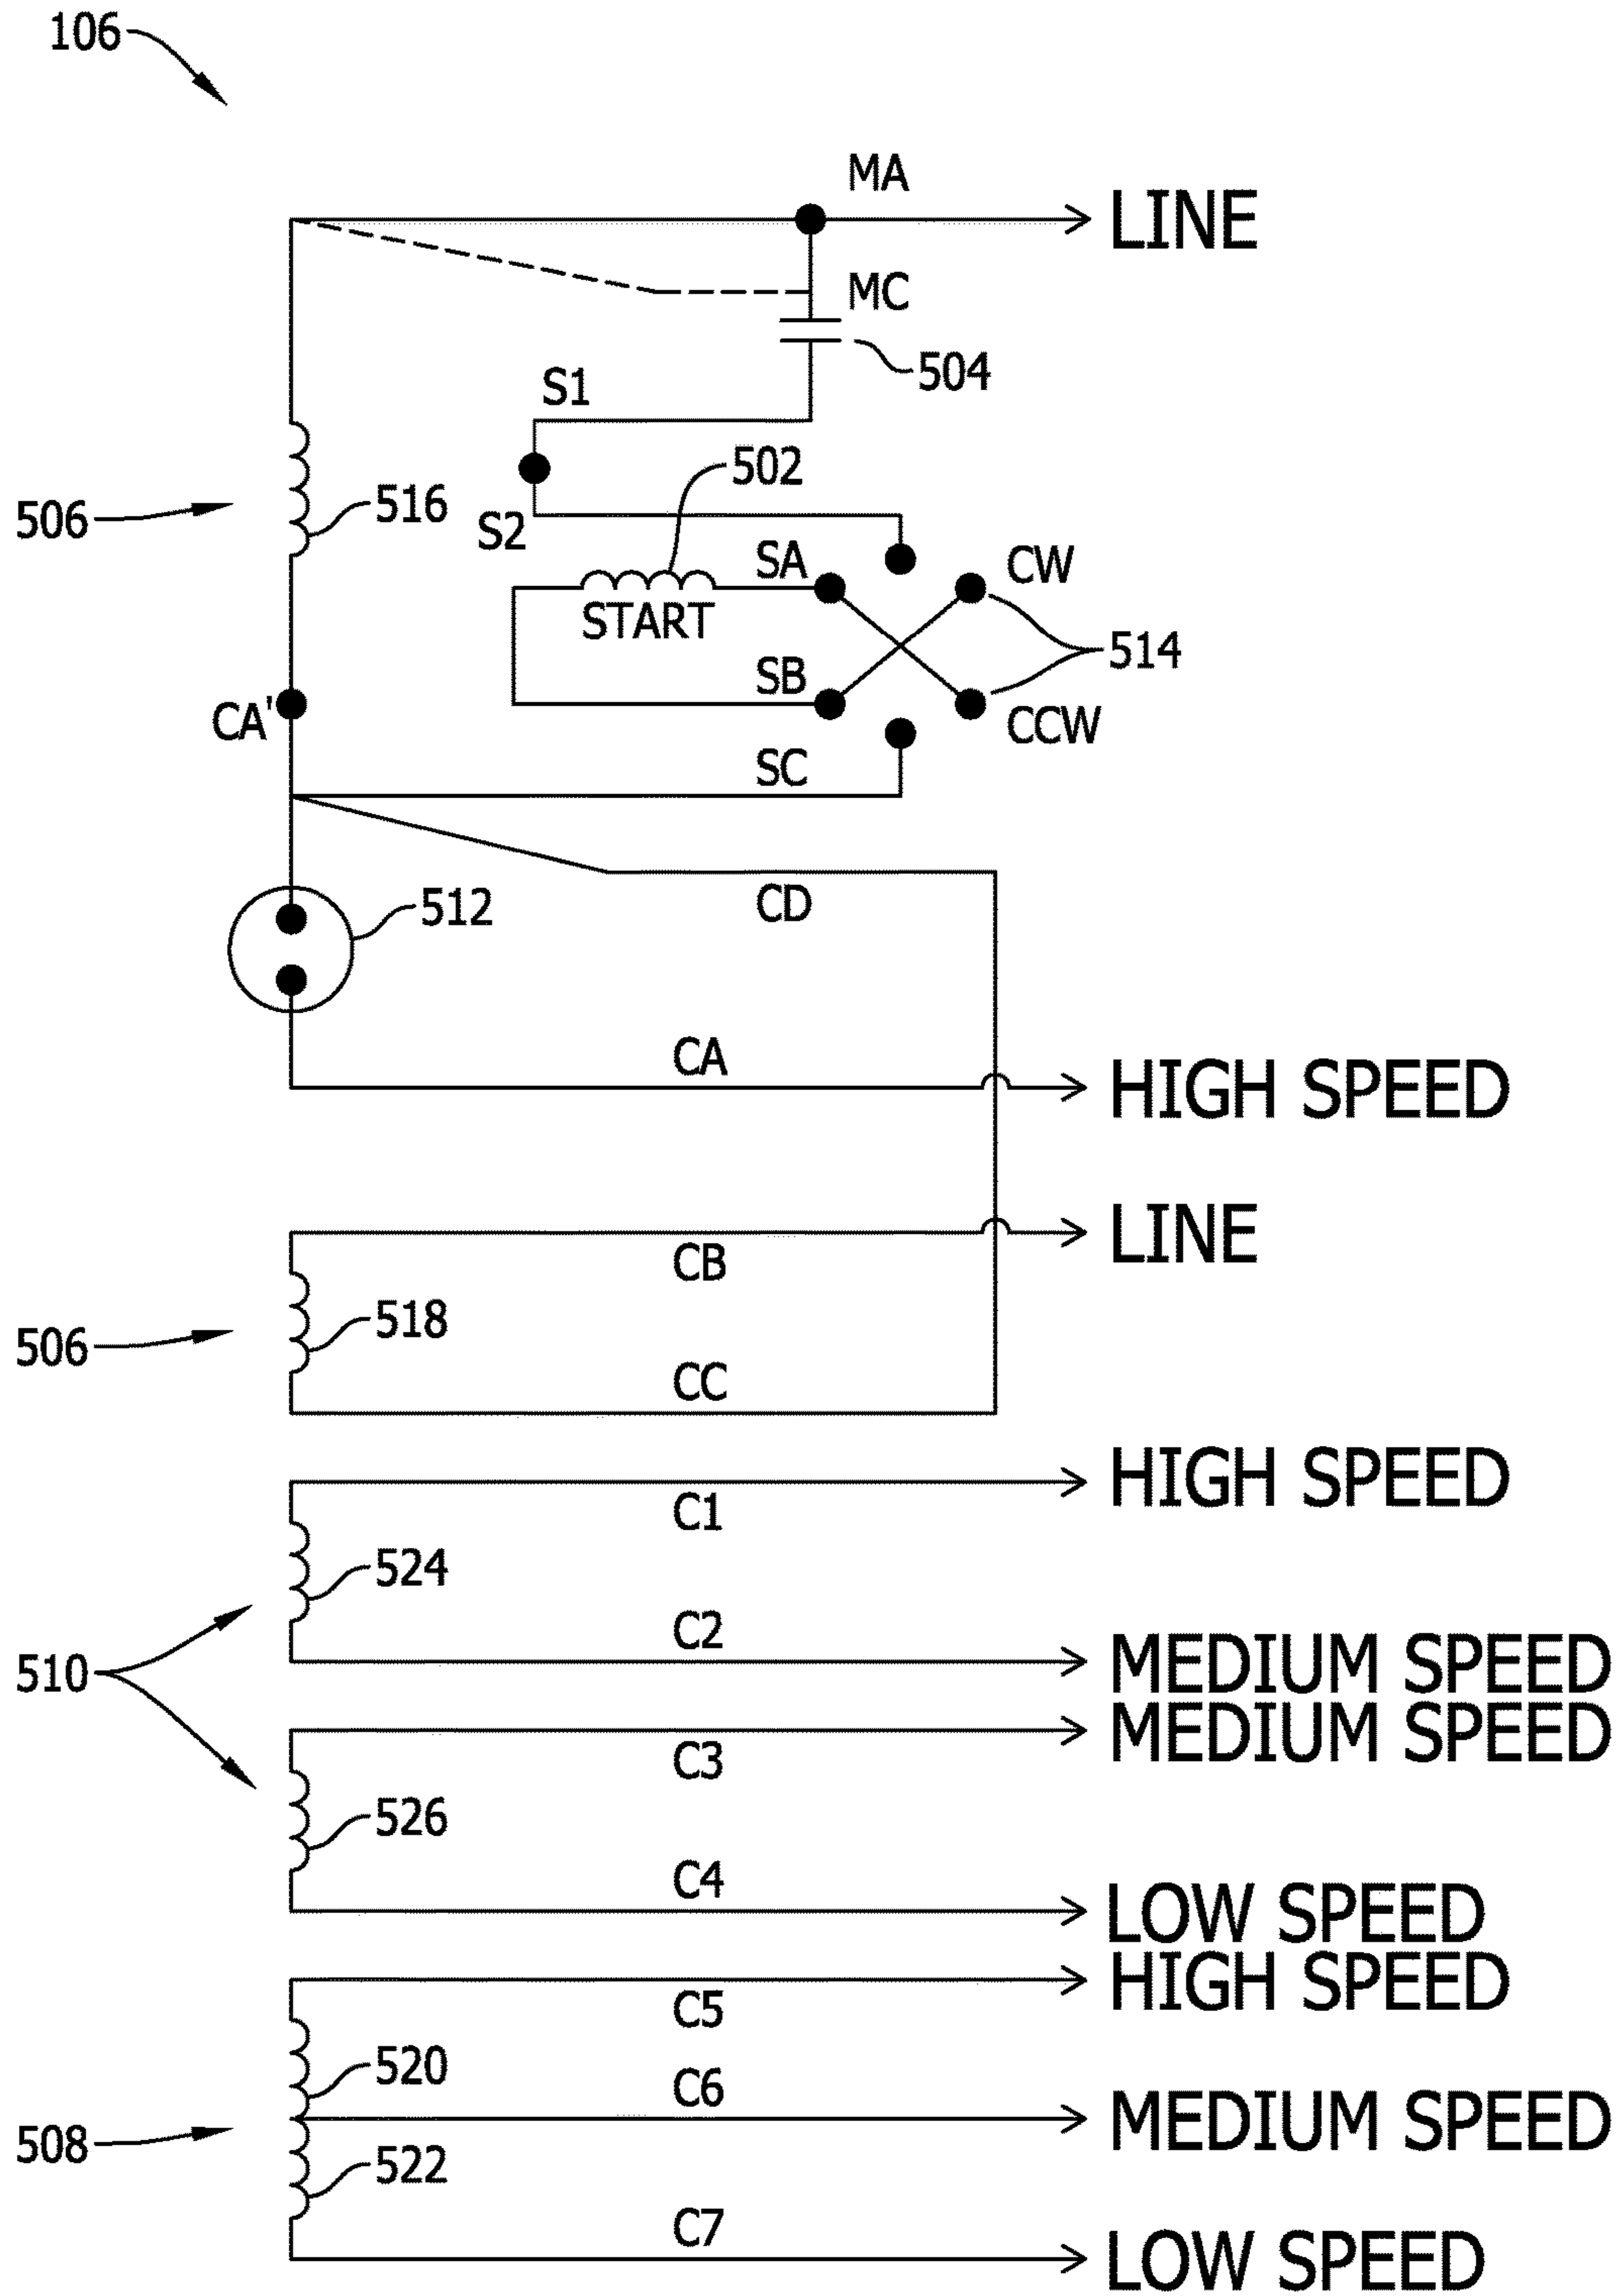 106
MA
LINE
MC
504
S1
502
506
516
S2
SA
CW
START
514
SB
CA'
CCW
SC
512
CD
CA
HIGH SPEED
LINE
CB
506
518
CC
HIGH SPEED
C1
524
C2
MEDIUM SPEED
510
MEDIUM SPEED
C3
526
C4
LOW SPEED
HIGH SPEED
C5
520
C6
MEDIUM SPEED
508
522
C7
LOW SPEED